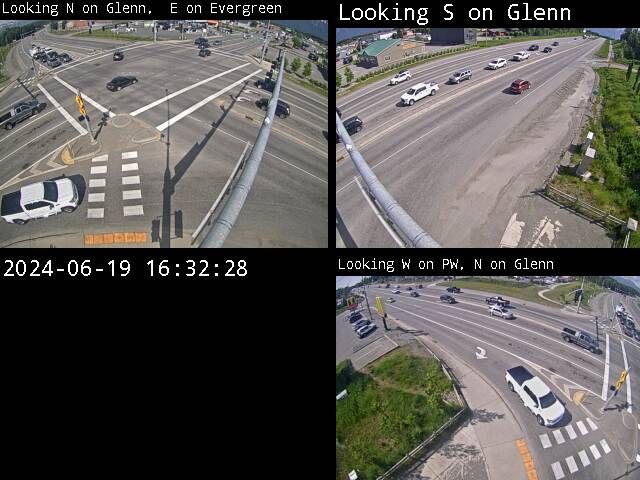 Looking N on Glenn,  E on Evergreen
Looking S on Glenn
2024-06-19 16:32:28
Looking W on PW, N on Glenn